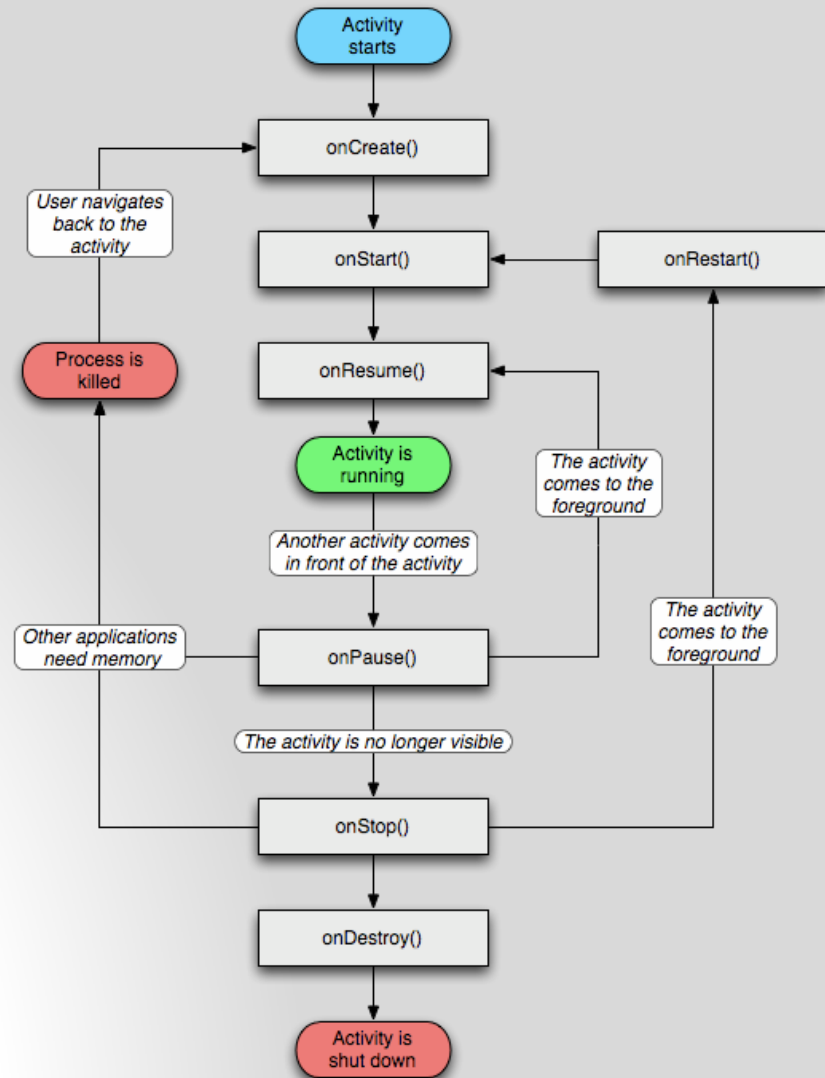 Activity
starts
onCreate()
User navigates
back to the
activity
onStart()
onRestart()
Process is
killed
onResume()
Activity is
running
The activity
comes to the
foreground
Another activity comes
in front of the activity
The activity
comes to the
foreground
Other applications
need memory
onPause()
The activity is no longer visible
onStop()
onDestroy()
Activity is
shut down